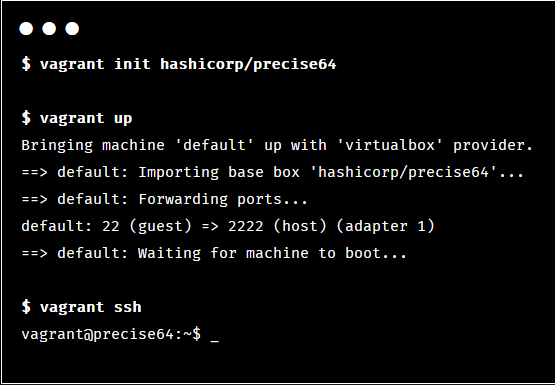 $ vagrant init hashicorp/precise64
$ vagrant up
Bringing machine 'default' up with 'virtualbox' provider.
==> default: Importing base box 'hashicorp/precise64'...
==> default: Forwarding ports...
default: 22 (guest) => 2222 (host) (adapter 1)
==> default: Waiting for machine to boot...
$ vagrant ssh
vagrant@precise64:~$ _